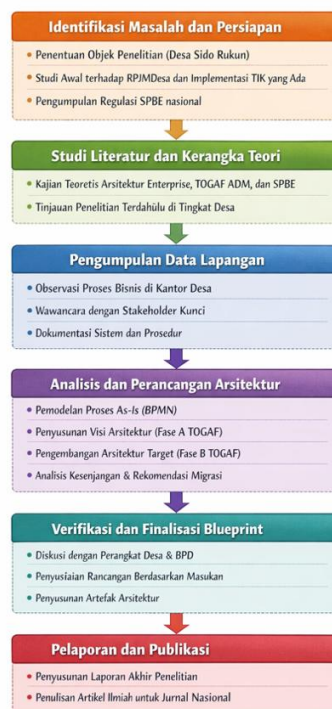 Identifikasi Masalah dan Persiapan
Penentuan Objek Penelitian (Desa Sido Rukun)
Studi Awal terhadap RPJMDesa dan Implementasi TIK yang Ada
Pengumpulan Regulasi SPBE nasional
Studi Literatur dan Kerangka Teori
Kajian Teoretis Arsitektur Enterprise, TOGAF ADM, dan SPBE
Tinjauan Penelitian Terdahúlu di Tingkat Desa
Pengumpulan Data Lapangan
Observasi Proses Bisnis di Kantor Desa
Wawancara dengan Stakeholder Kunci
Dokumentasi Sistem dan Prosedur
Analisis dan Perancangan Arsitektur
Pemodelan Proses As-Is (BPMN)
Penyusunan Visi Arsitektur (Fase A TOGAF)
Pengembangan Arsitektur Target (Fase B TOGAF)
Analisis Kesenjangan & Rekomendasi Migrasi
Verifikasi dan Finalisasi Blueprint
Diskusi dengan Perangkat Desa & BPD
Penyusiaian Rancangan Berdasarkan Masukan
Penyusunan Artefak Arsitektur
Pelaporan dan Publikasi
Penyusunan Laporan Akhir Penelitian
Penulisan Artikel Ilmiah untuk Jurnal Nasional